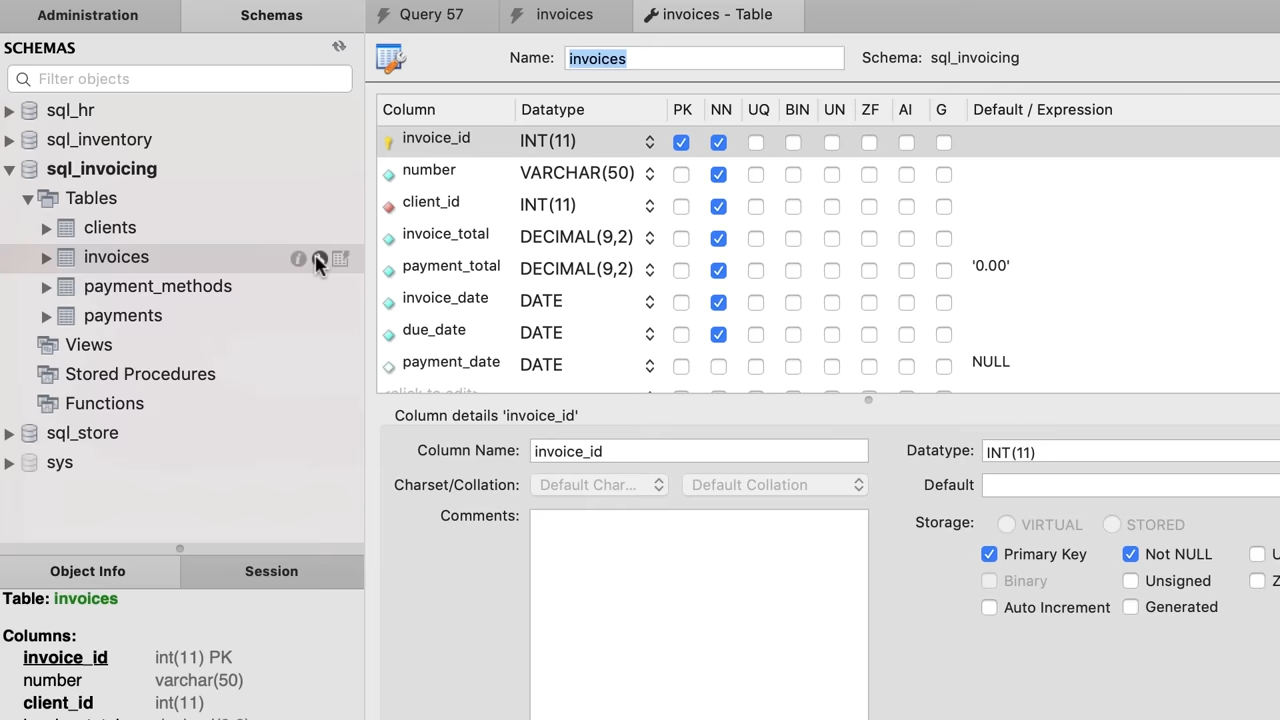 Administration
Schemas
Query 57
invoices
invoices - Table
SCHEMAS
Filter objects
sql_hr
sql_inventory
sql_invoicing
Tables
clients
invoices
payment_methods
payments
Views
Stored Procedures
Functions
sql_store
sys
Object Info
Session
Table: invoices
Columns:
invoice_id int(11) PK
number varchar(50)
client_id int(11)
Name: invoices Schema: sql_invoicing
Column Datatype PK NN UQ BIN UN ZF AI G Default / Expression
invoice_id INT(11)
number VARCHAR(50)
client_id INT(11)
invoice_total DECIMAL(9,2)
payment_total DECIMAL(9,2) '0.00'
invoice_date DATE
due_date DATE
payment_date DATE NULL
<click to edit>
Column details 'invoice_id'
Column Name: invoice_id Datatype: INT(11)
Charset/Collation: Default Char... Default Collation Default
Comments:
Storage: VIRTUAL STORED
Primary Key Not NULL U
Binary Unsigned Z
Auto Increment Generated